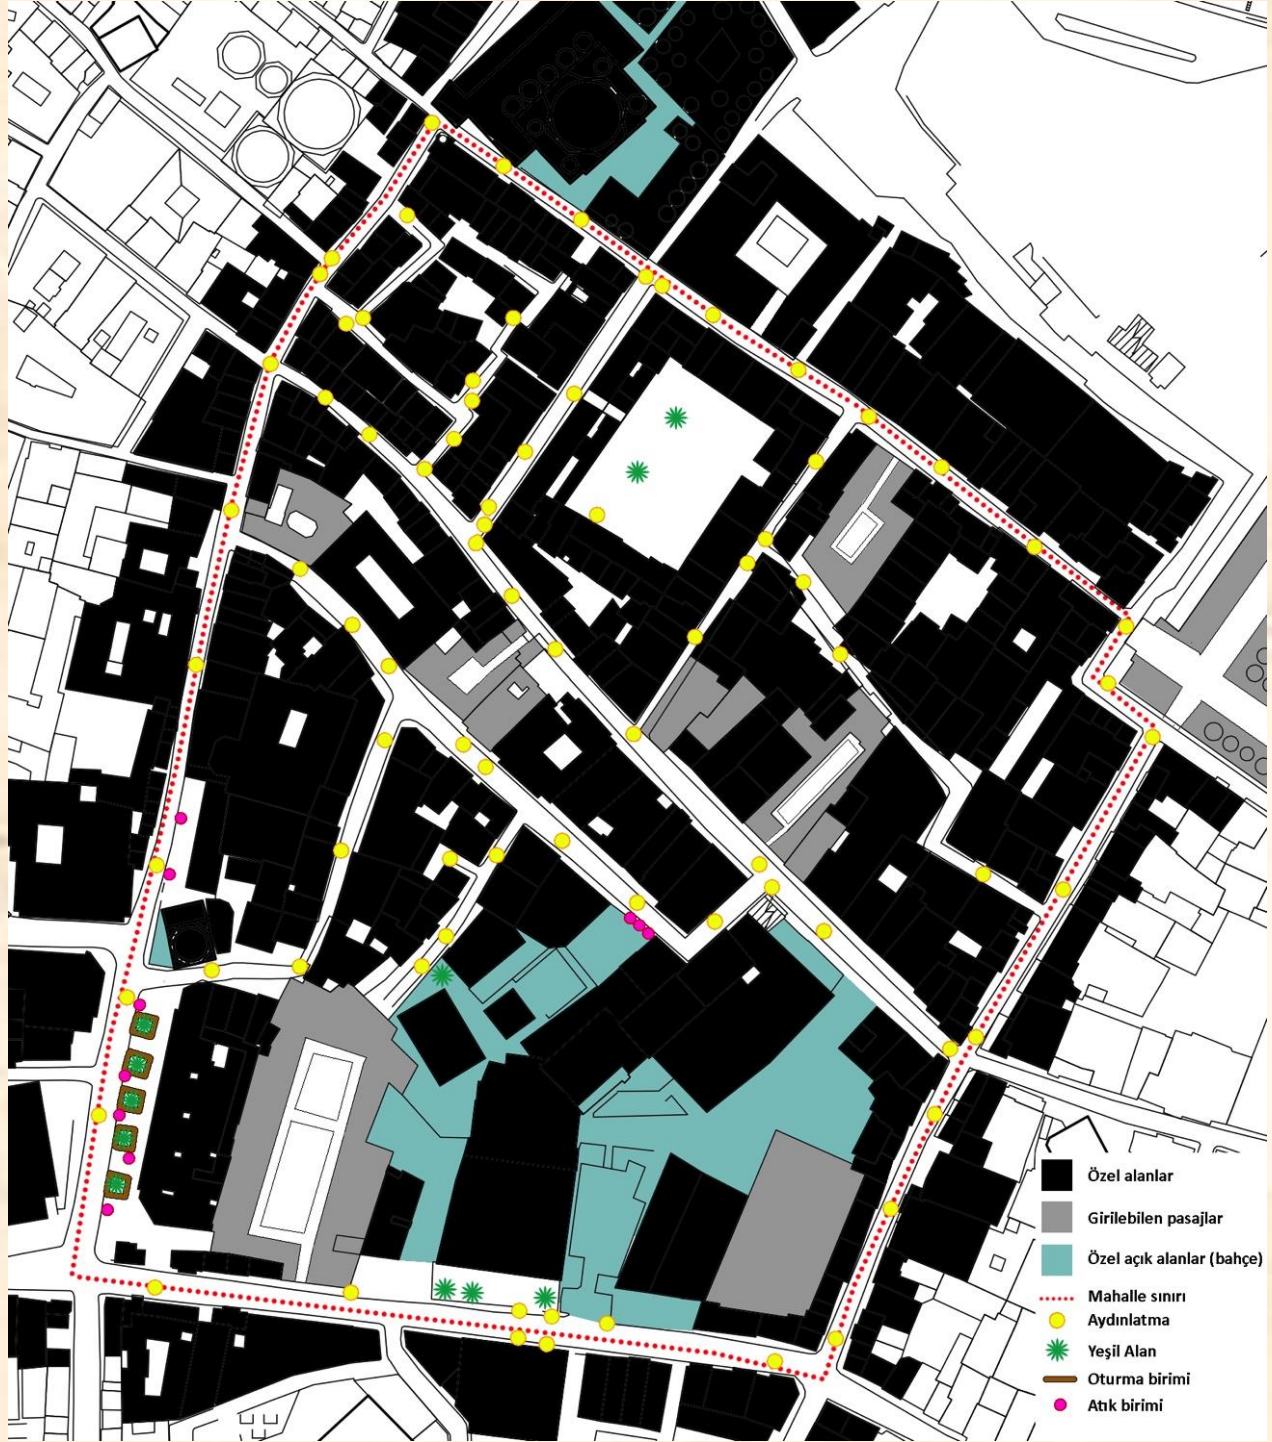 Özel alanlar
Girilebilen pasajlar
Özel açık alanlar (bahçe)
Mahalle sınırı
Aydınlatma
Yeşil Alan
Oturma birimi
Atık birimi